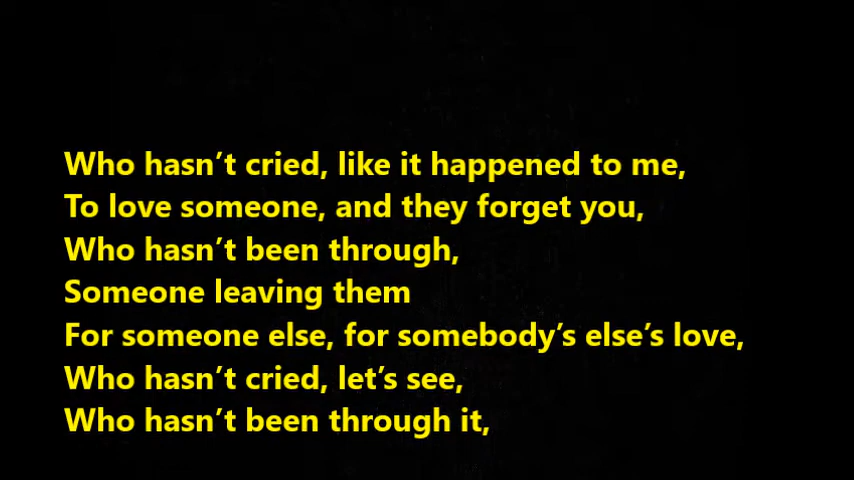 Who hasn’t cried, like it happened to me,
To love someone, and they forget you,
Who hasn’t been through,
Someone leaving them
For someone else, for somebody’s else’s love,
Who hasn’t cried, let’s see,
Who hasn’t been through it,